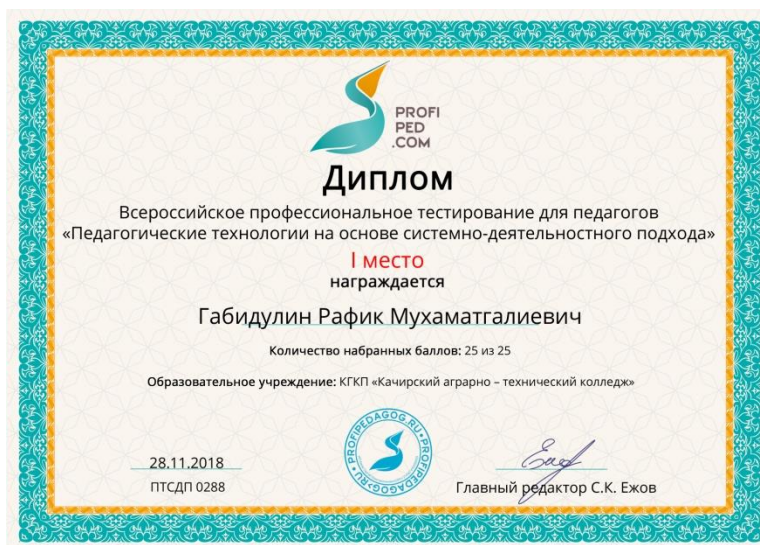 PROFI
PED
.COM
Диплом
Всероссийское профессиональное тестирование для педагогов
«Педагогические технологии на основе системно-деятельностного подхода»
I место
награждается
Габидулин Рафик Мухаматгалиевич
Количество набранных баллов: 25 из 25
Образовательное учреждение: КГКП «Качирский аграрно – технический колледж»
PROFIPEDAGOG.RU • PROFIPEDAGOG.RU •
28.11.2018
ПТСДП 0288
Главный редактор С.К. Ежов